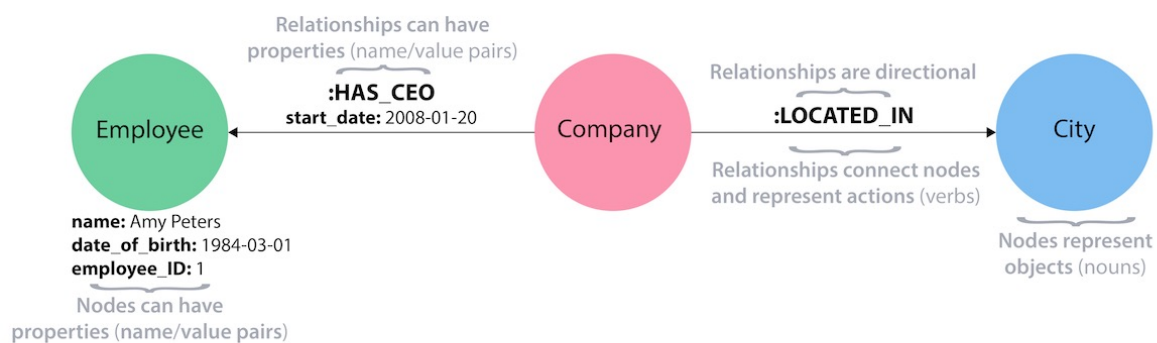 Relationships can have
properties (name/value pairs)
:HAS_CEO
start_date: 2008-01-20
Employee
name: Amy Peters
date_of_birth: 1984-03-01
employee_ID: 1
Nodes can have
properties (name/value pairs)
Company
Relationships are directional
:LOCATED_IN
Relationships connect nodes
and represent actions (verbs)
City
Nodes represent
objects (nouns)